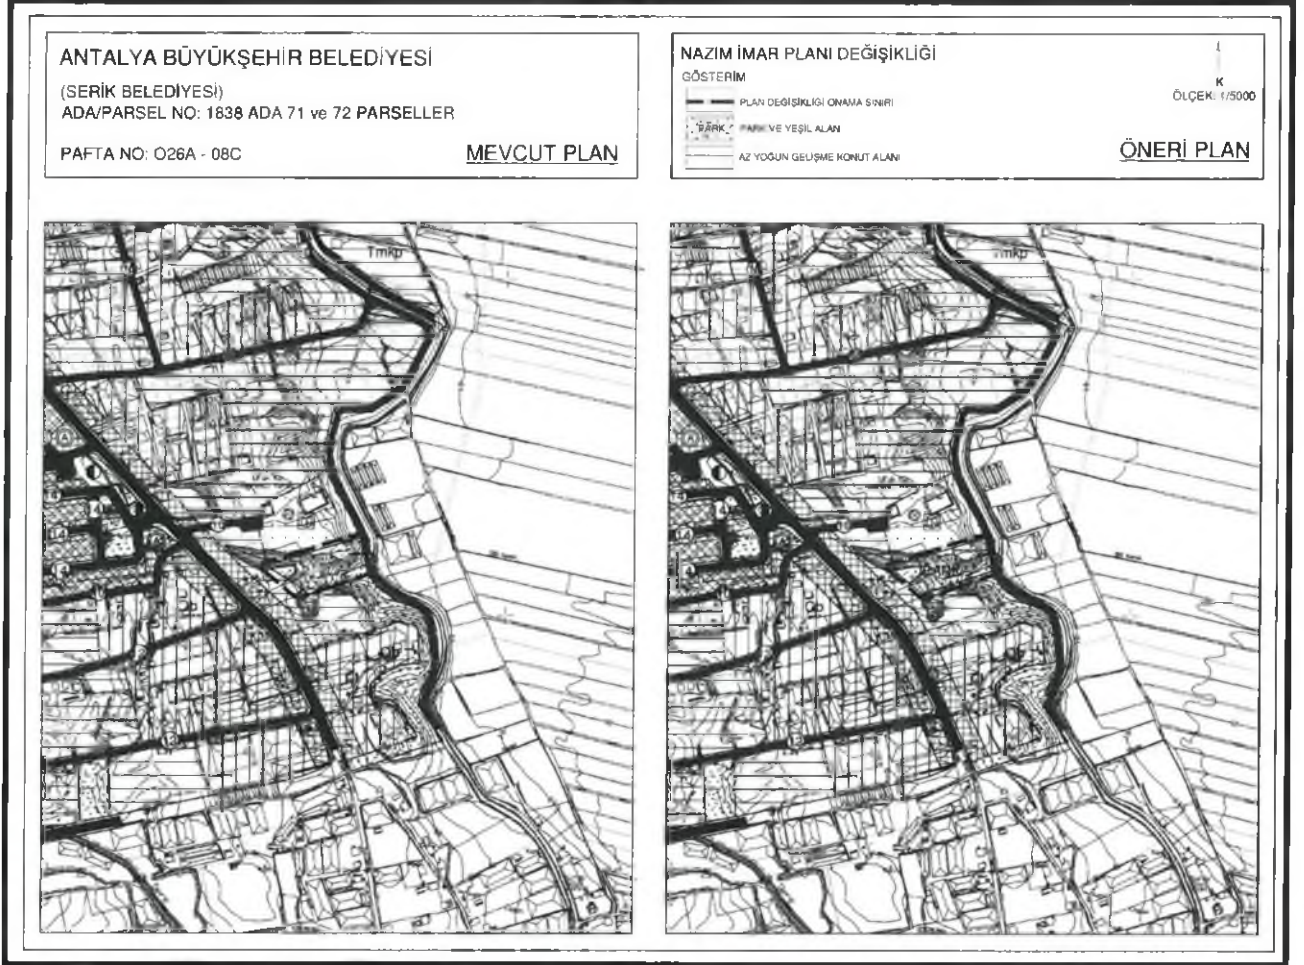 ANTALYA BÜYÜKŞEHİR BELEDİYESİ
(SERİK BELEDİYESİ)
ADA/PARSEL NO: 1838 ADA 71 ve 72 PARSELLER
PAFTA NO: O26A - 08C
MEVCUT PLAN
NAZIM İMAR PLANI DEĞİŞİKLİĞİ
GÖSTERİM
PLAN DEĞİŞİKLİĞİ ONAMA SINIRI
PARK PARK VE YEŞİL ALAN
AZ YOĞUN GELİŞME KONUT ALANI
K
ÖLÇEK: 1/5000
ÖNERİ PLAN
Tmkp
Tmkp